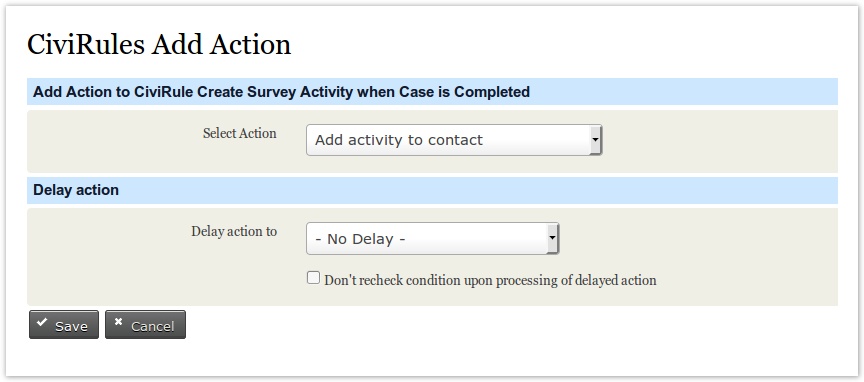 CiviRules Add Action
Add Action to CiviRule Create Survey Activity when Case is Completed
Select Action
Add activity to contact
Delay action
Delay action to
- No Delay -
Don't recheck condition upon processing of delayed action
Save
Cancel